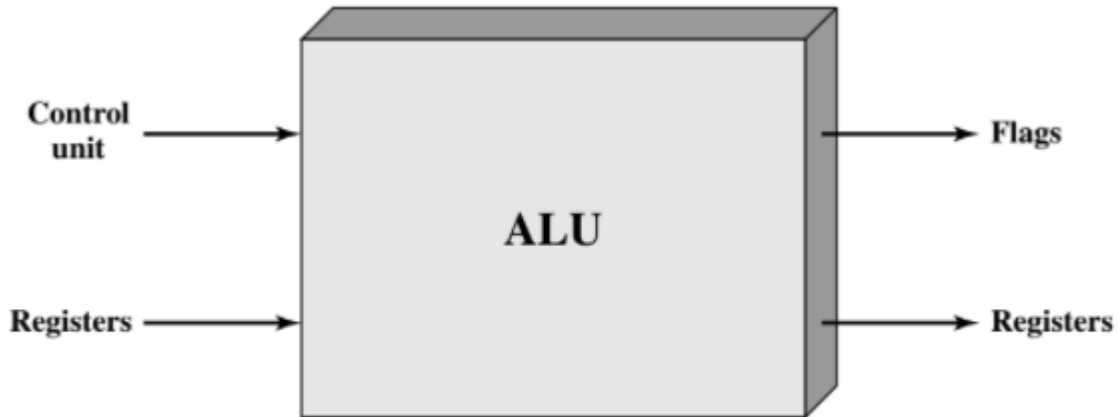 Control
unit
Flags
ALU
Registers
Registers